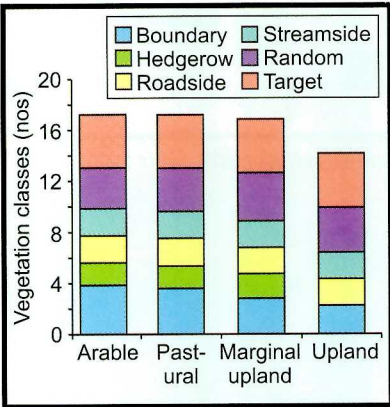 Boundary Streamside
Hedgerow Random
Roadside Target
Vegetation classes (nos)
20
16
12
8
4
0
Arable Past- Marginal Upland
ural upland